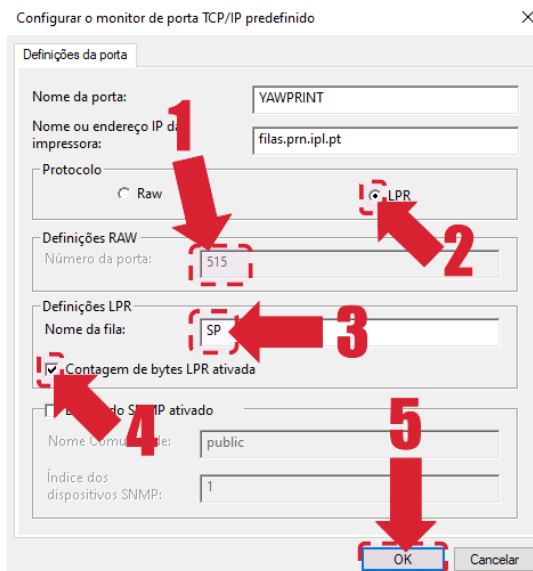 Configurar o monitor de porta TCP/IP predefinido
Definições da porta
Nome da porta:
YAWPRINT
Nome ou endereço IP da
impressora:
filas.prn.ipl.pt
Protocolo
Raw
LPR
1
2
Definições RAW
Número da porta:
515
Definições LPR
Nome da fila:
SP
3
Contagem de bytes LPR ativada
4
do SNMP ativado
Nome
public
Índice dos
dispositivos SNMP:
1
5
OK
Cancelar